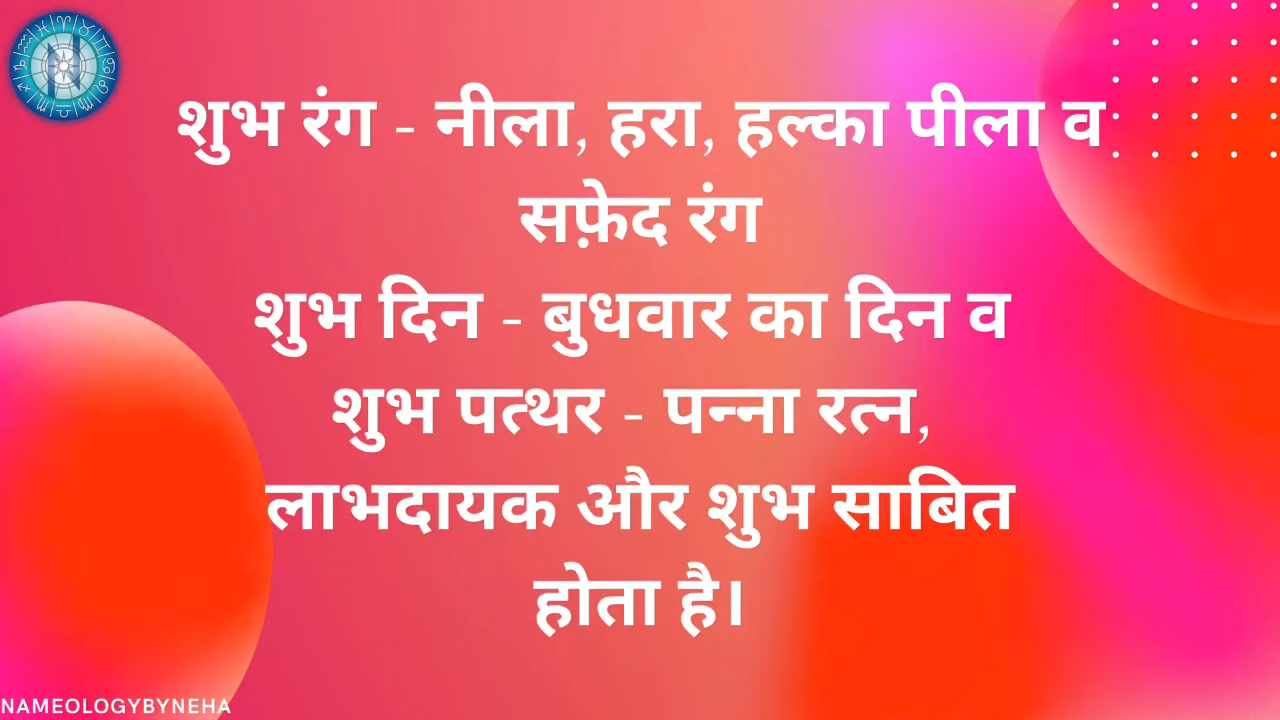 शुभ रंग - नीला, हरा, हल्का पीला व
सफ़ेद रंग
शुभ दिन - बुधवार का दिन व
शुभ पत्थर - पन्ना रत्न,
लाभदायक और शुभ साबित
होता है।
NAMEOLOGYBYNEHA